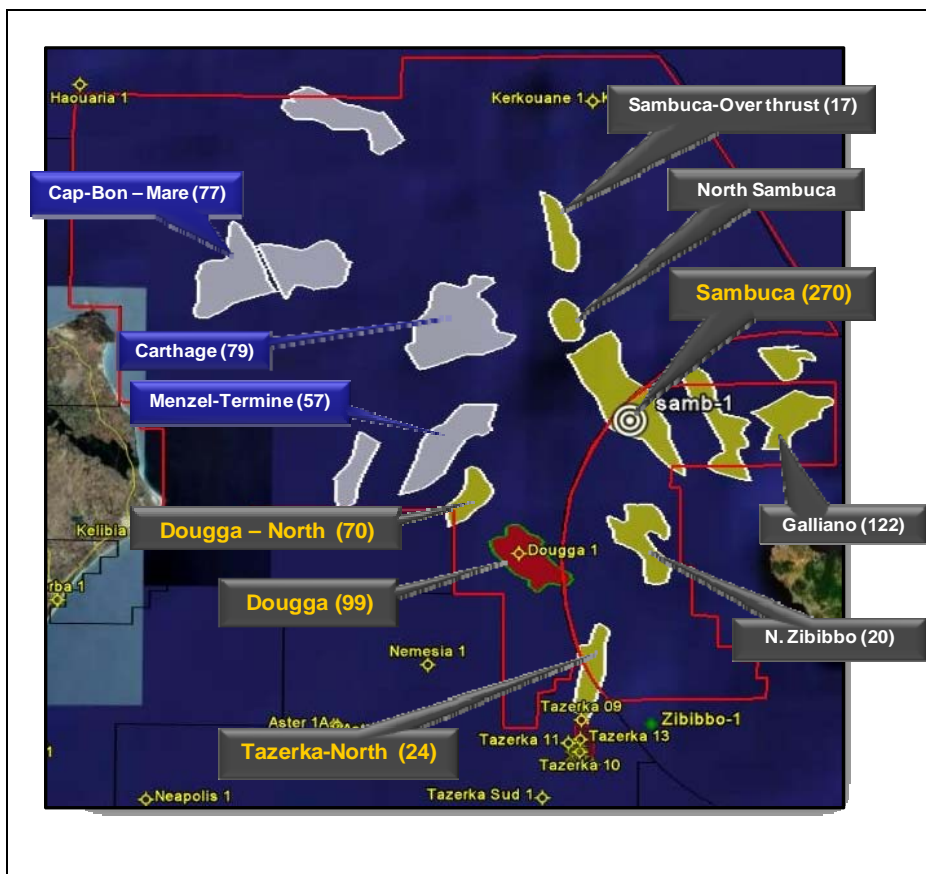 Haouaria 1
Kerkouane 1
Sambuca-Over thrust (17)
Cap-Bon – Mare (77)
North Sambuca
Sambuca (270)
Carthage (79)
Menzel-Termine (57)
samb-1
Galliano (122)
Dougga – North (70)
Kelibia
Dougga 1
rba 1
Dougga (99)
N. Zibibbo (20)
Nemesia 1
Tazerka 09
Aster 1A
Zibibbo-1
Tazerka 11
Tazerka 13
Tazerka-North (24)
Tazerka 10
Neapolis 1
Tazerka Sud 1